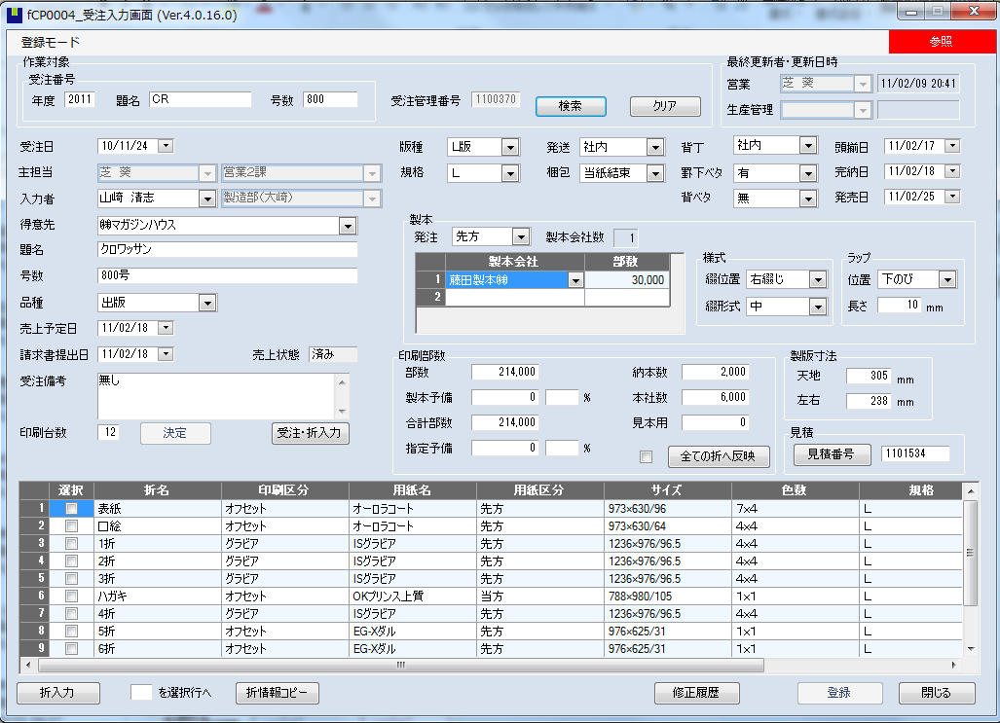 fCP0004_受注入力画面 (Ver.4.0.16.0)
登録モード 参照
作業対象
受注番号
年度 2011 題名 CR 号数 800 受注管理番号 1100370 検索 クリア
最終更新者・更新日時
営業 芝 葵 11/02/09 20:41
生産管理
受注日 10/11/24
主担当 芝 葵 営業2課
入力者 山崎 清志 製造部(大崎)
得意先 ㈱マガジンハウス
題名 クロワッサン
号数 800号
品種 出版
売上予定日 11/02/18
請求書提出日 11/02/18 売上状態 済み
受注備考 無し
印刷台数 12 決定 受注・折入力
版種 L版 発送 社内 背丁 社内 頭揃日 11/02/17
規格 L 梱包 当紙結束 罫下ベタ 有 完納日 11/02/18
背ベタ 無 発売日 11/02/25
製本
発注 先方 製本会社数 1
製本会社 部数
1 藤田製本㈱ 30,000
2
様式
綴位置 右綴じ
綴形式 中
ラップ
位置 下のび
長さ 10 mm
印刷部数
部数 214,000 納本数 2,000
製本予備 0 % 本社数 6,000
合計部数 214,000 見本用 0
指定予備 0 % 全ての折へ反映
製版寸法
天地 305 mm
左右 238 mm
見積
見積番号 1101534
選択 折名 印刷区分 用紙名 用紙区分 サイズ 色数 規格
1 表紙 オフセット オーロラコート 先方 973×630/96 7×4 L
2 口絵 オフセット オーロラコート 先方 973×630/64 4×4 L
3 1折 グラビア ISグラビア 先方 1236×976/96.5 4×4 L
4 2折 グラビア ISグラビア 先方 1236×976/96.5 4×4 L
5 3折 グラビア ISグラビア 先方 1236×976/96.5 4×4 L
6 ハガキ オフセット OKプリンス上質 当方 788×980/105 1×1 L
7 4折 グラビア ISグラビア 先方 1236×976/96.5 4×4 L
8 5折 オフセット EG-Xダル 先方 976×625/31 1×1 L
9 6折 オフセット EG-Xダル 先方 976×625/31 1×1 L
折入力 を選択行へ 折情報コピー 修正履歴 登録 閉じる